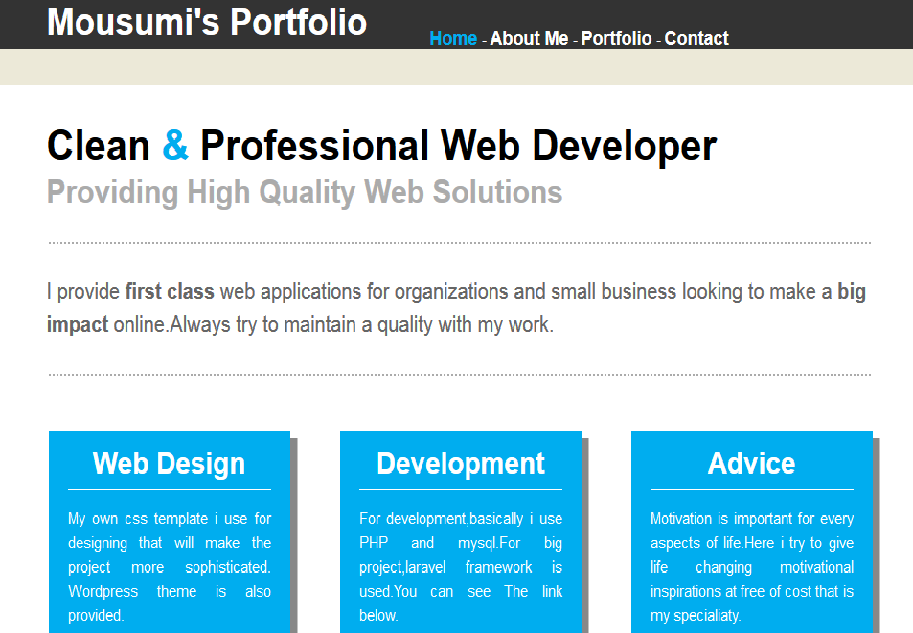 Mousumi's Portfolio
Home - About Me - Portfolio - Contact
Clean & Professional Web Developer
Providing High Quality Web Solutions
I provide first class web applications for organizations and small business looking to make a big
impact online.Always try to maintain a quality with my work.
Web Design
My own css template i use for
designing that will make the
project more sophisticated.
Wordpress theme is also
provided.
Development
For development,basically i use
PHP and mysql.For big
project,laravel framework is
used.You can see The link
below.
Advice
Motivation is important for every
aspects of life.Here i try to give
life changing motivational
inspirations at free of cost that is
my specialiaty.